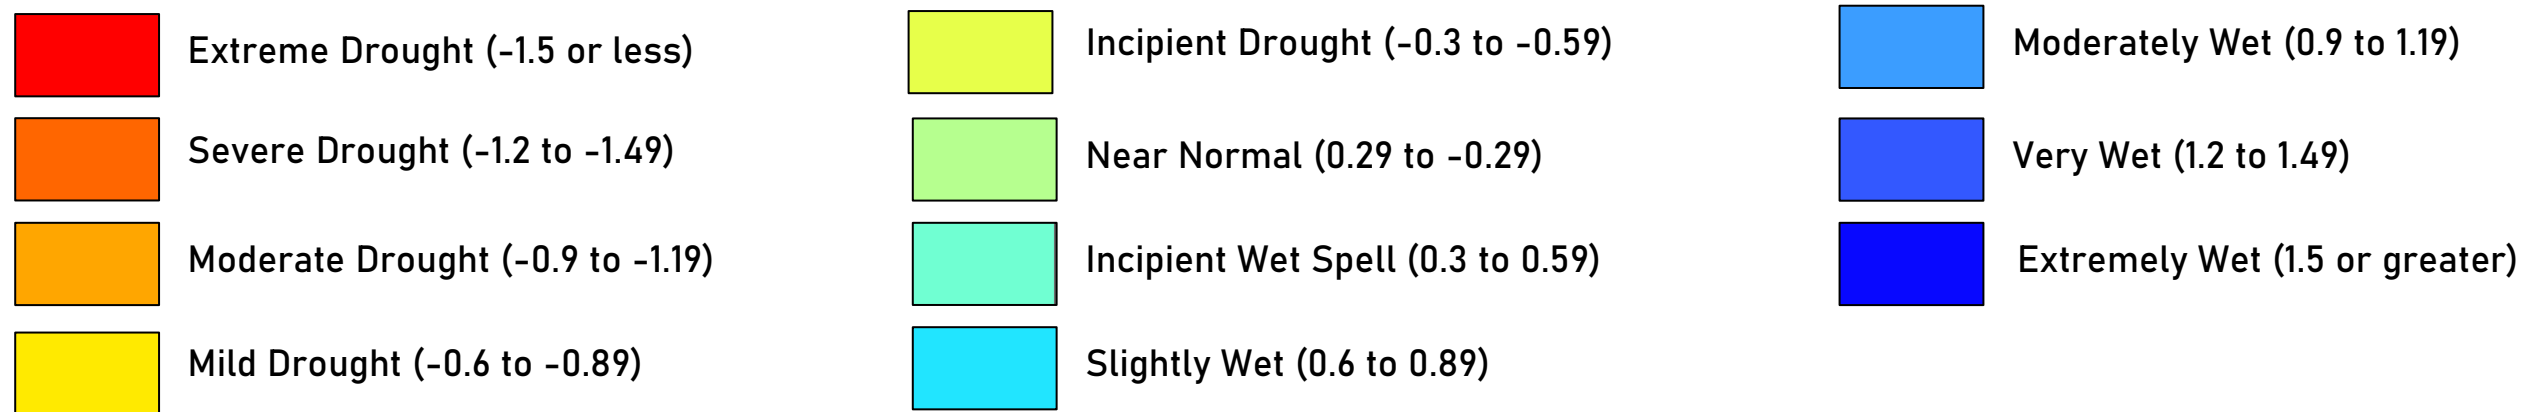 Extreme Drought (-1.5 or less)
Severe Drought (-1.2 to -1.49)
Moderate Drought (-0.9 to -1.19)
Mild Drought (-0.6 to -0.89)
Incipient Drought (-0.3 to -0.59)
Near Normal (0.29 to -0.29)
Incipient Wet Spell (0.3 to 0.59)
Slightly Wet (0.6 to 0.89)
Moderately Wet (0.9 to 1.19)
Very Wet (1.2 to 1.49)
Extremely Wet (1.5 or greater)